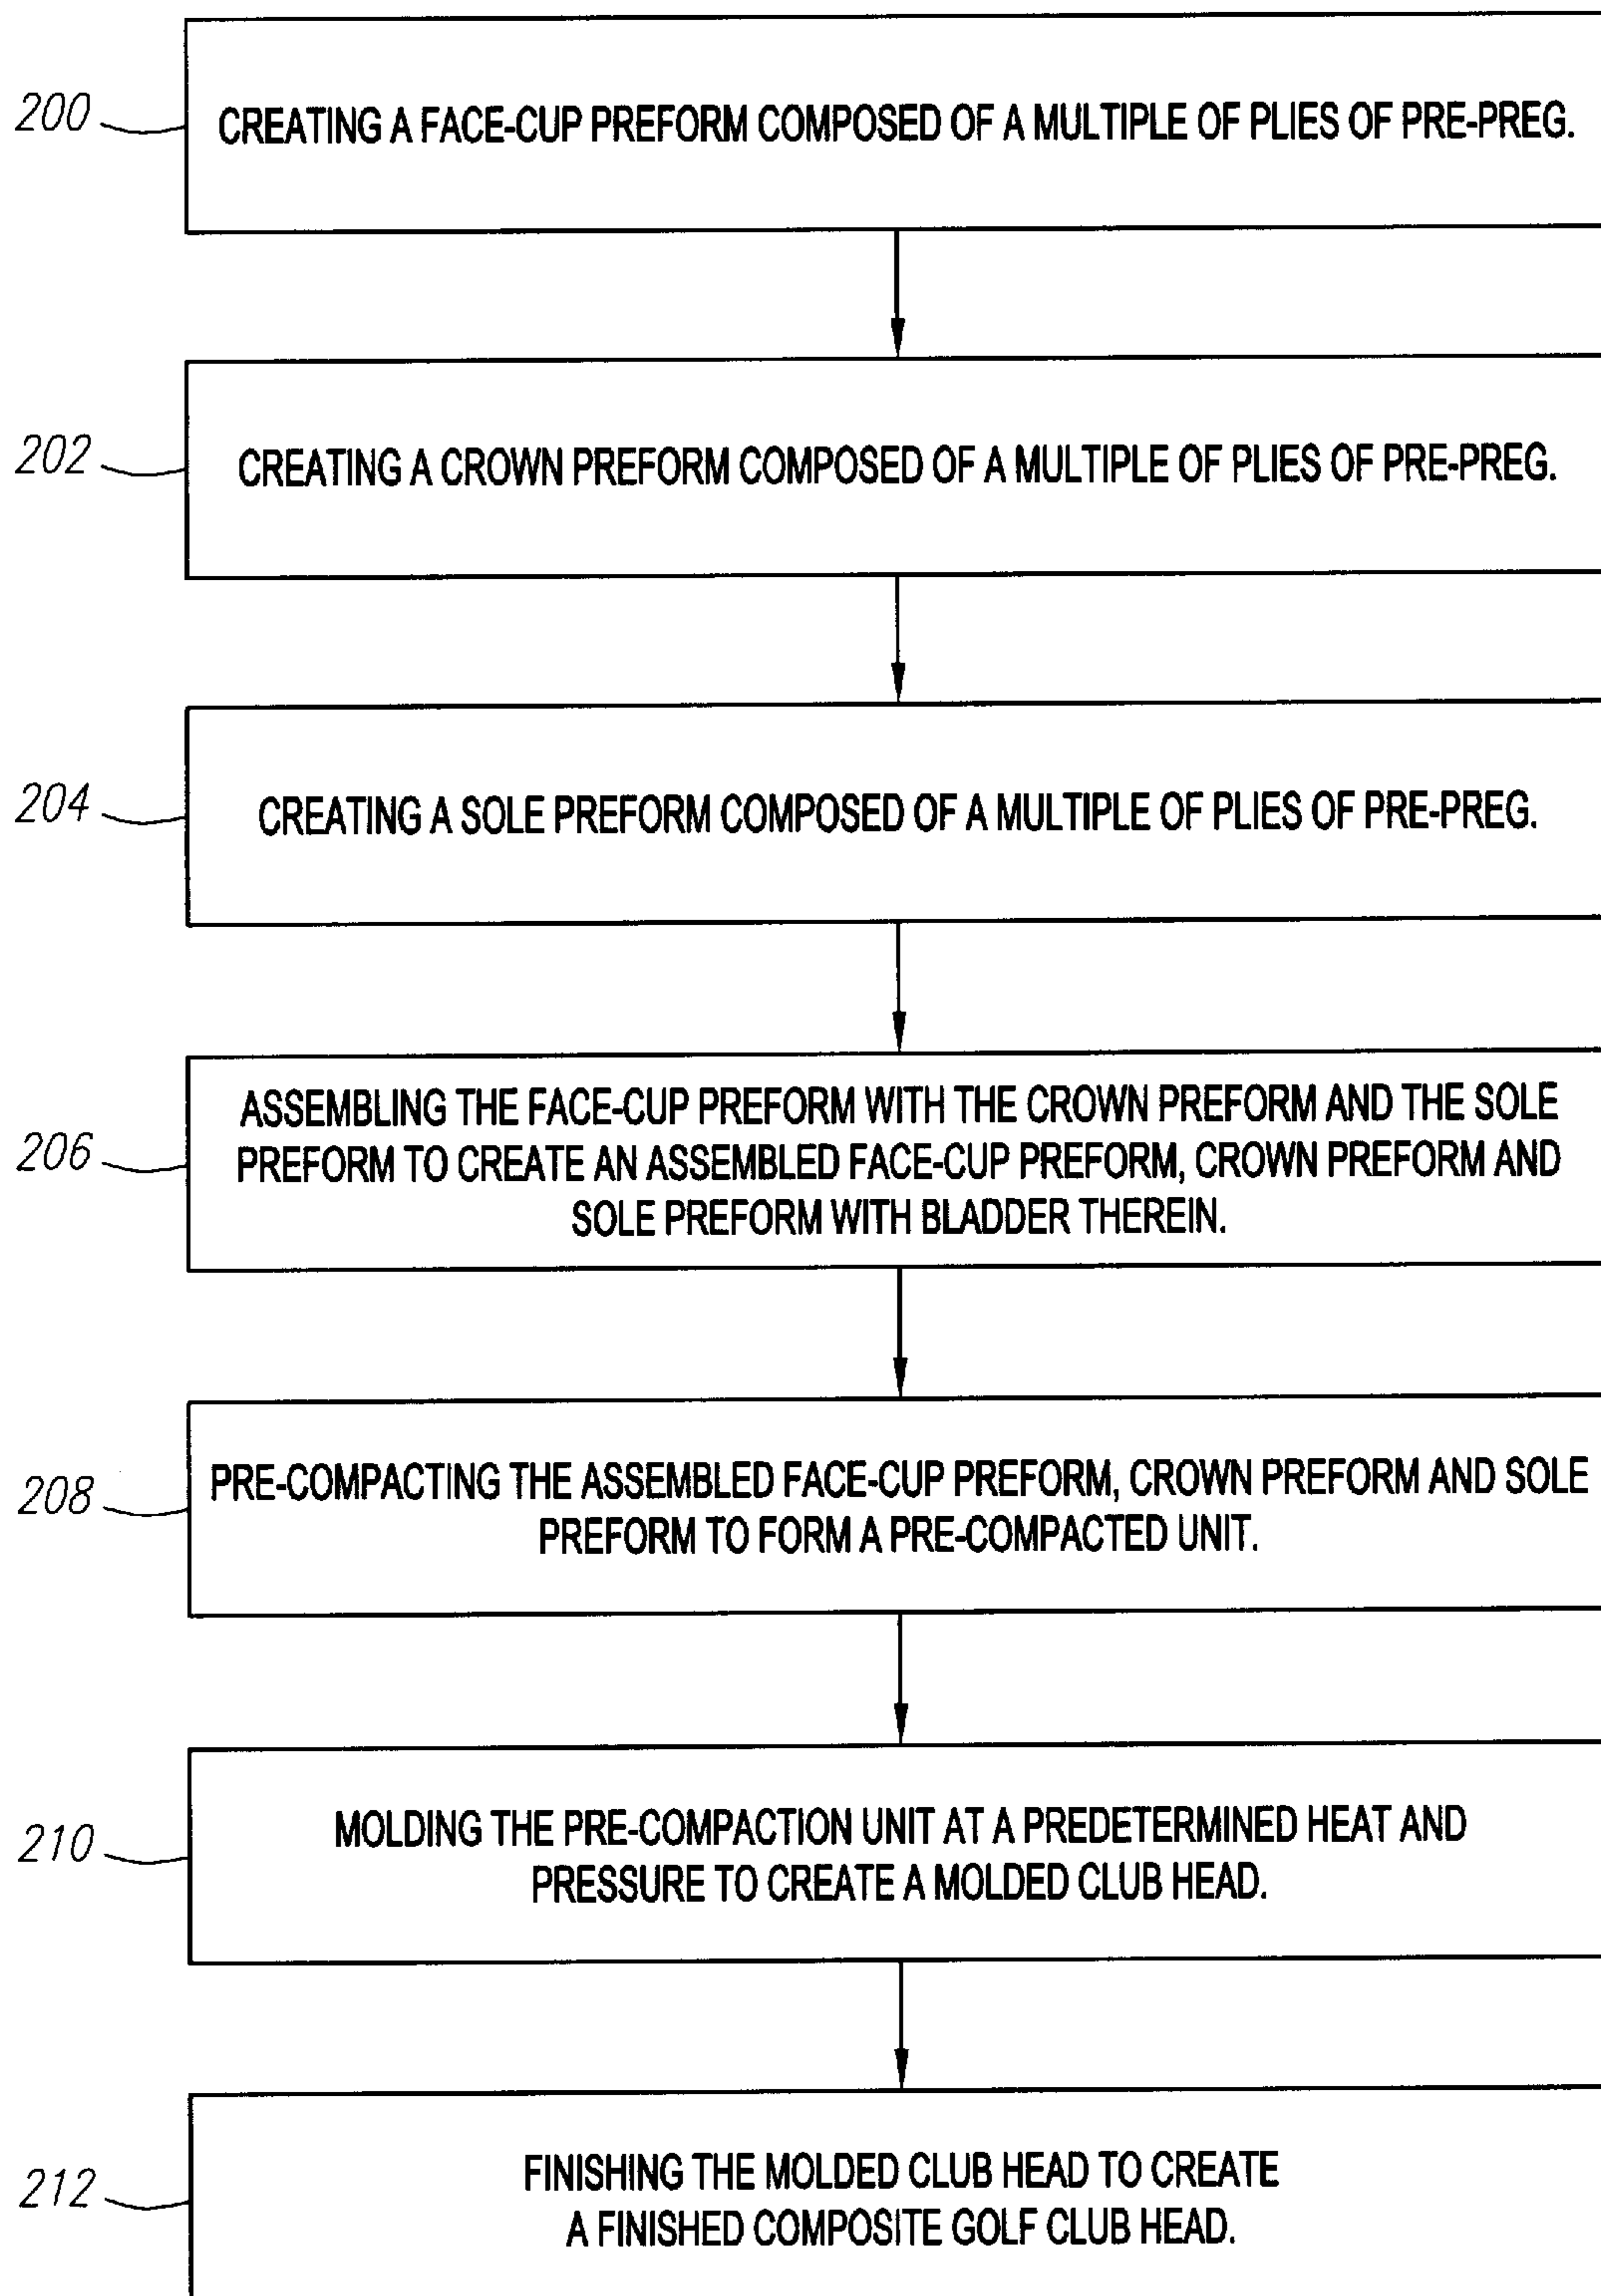 200
CREATING A FACE-CUP PREFORM COMPOSED OF A MULTIPLE OF PLIES OF PRE-PREG.
202
CREATING A CROWN PREFORM COMPOSED OF A MULTIPLE OF PLIES OF PRE-PREG.
204
CREATING A SOLE PREFORM COMPOSED OF A MULTIPLE OF PLIES OF PRE-PREG.
206
ASSEMBLING THE FACE-CUP PREFORM WITH THE CROWN PREFORM AND THE SOLE
PREFORM TO CREATE AN ASSEMBLED FACE-CUP PREFORM, CROWN PREFORM AND
SOLE PREFORM WITH BLADDER THEREIN.
208
PRE-COMPACTING THE ASSEMBLED FACE-CUP PREFORM, CROWN PREFORM AND SOLE
PREFORM TO FORM A PRE-COMPACTED UNIT.
210
MOLDING THE PRE-COMPACTION UNIT AT A PREDETERMINED HEAT AND
PRESSURE TO CREATE A MOLDED CLUB HEAD.
212
FINISHING THE MOLDED CLUB HEAD TO CREATE
A FINISHED COMPOSITE GOLF CLUB HEAD.